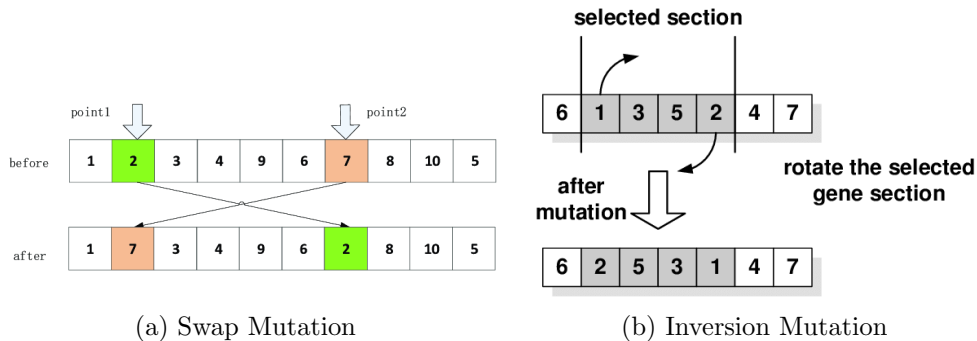 point1
point2
before
1 2 3 4 9 6 7 8 10 5
after
1 7 3 4 9 6 2 8 10 5
(a) Swap Mutation
selected section
6 1 3 5 2 4 7
after
mutation
rotate the selected
gene section
6 2 5 3 1 4 7
(b) Inversion Mutation